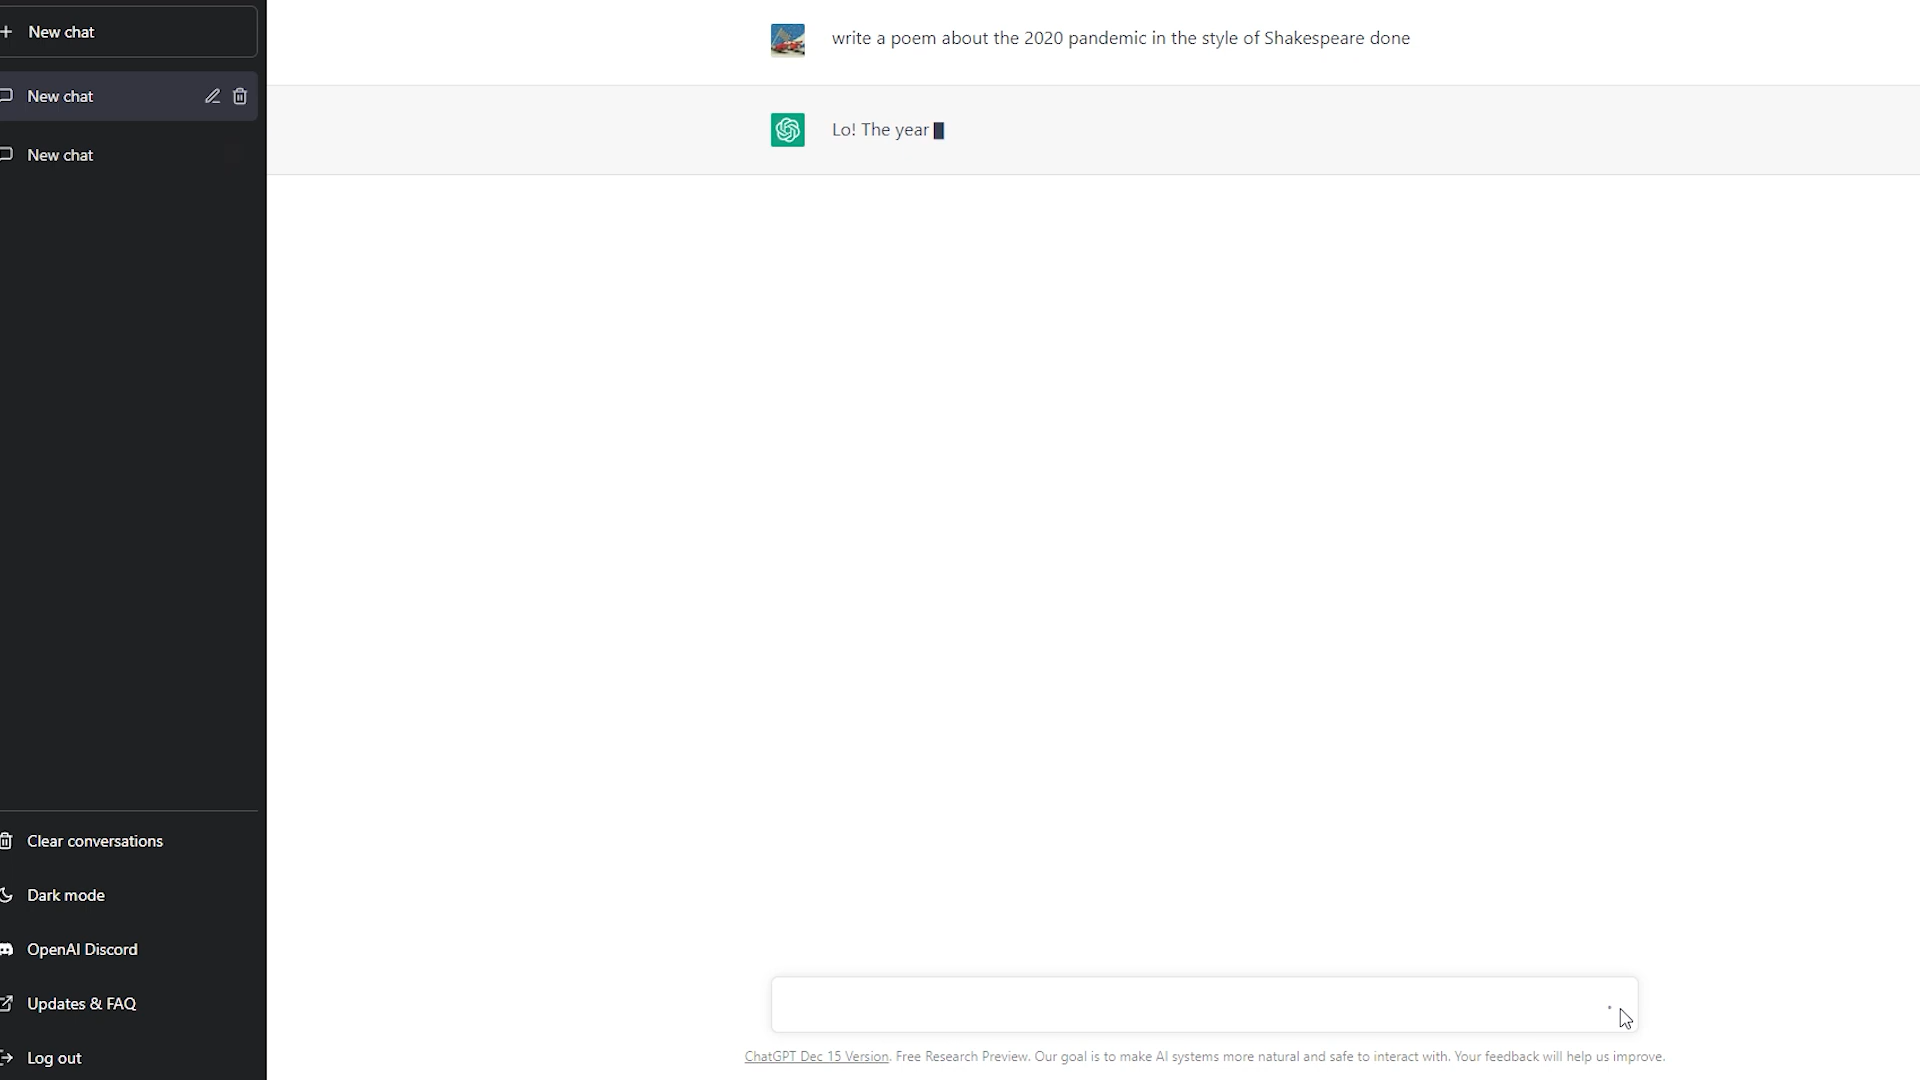 New chat
New chat
New chat
Clear conversations
Dark mode
OpenAI Discord
Updates & FAQ
Log out
write a poem about the 2020 pandemic in the style of Shakespeare done
Lo! The year
ChatGPT Dec 15 Version. Free Research Preview. Our goal is to make AI systems more natural and safe to interact with. Your feedback will help us improve.